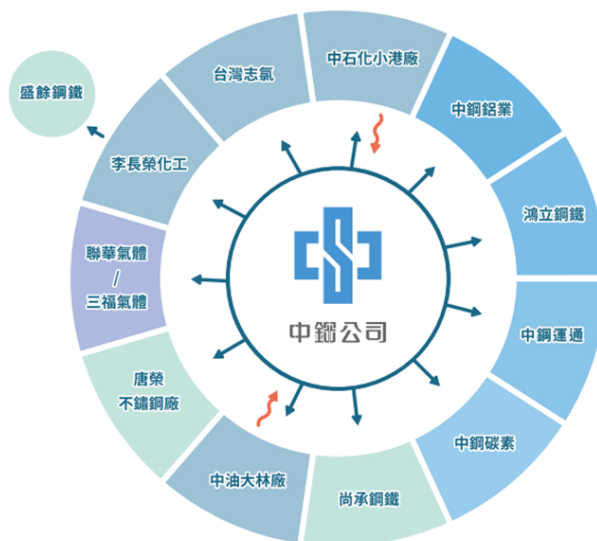 盛餘鋼鐵
台灣志氯
中石化小港廠
中鋼鋁業
李長榮化工
鴻立鋼鐵
聯華氣體
/
三福氣體
中鋼公司
中鋼運通
唐榮
不鏽鋼廠
中鋼碳素
中油大林廠
尚承鋼鐵